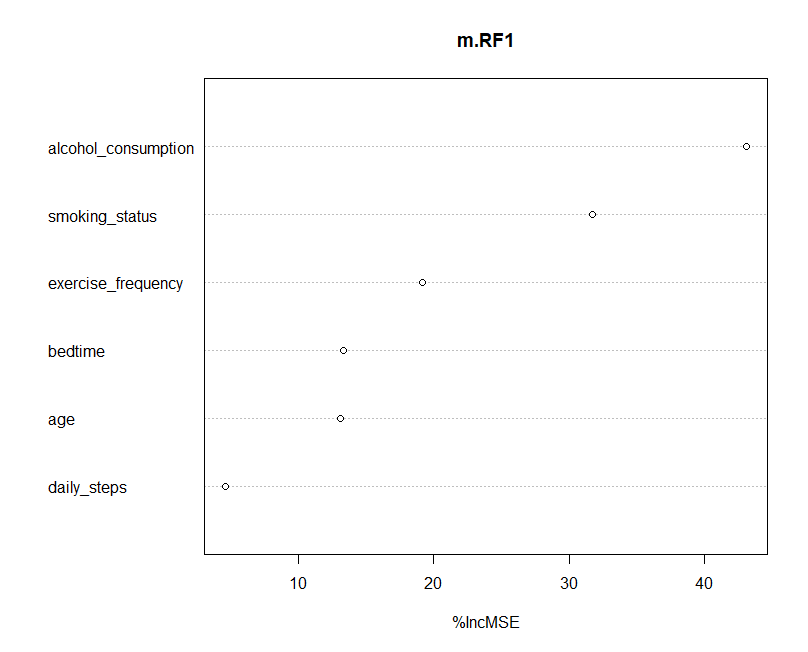 m.RF1
alcohol_consumption
smoking_status
exercise_frequency
bedtime
age
daily_steps
10 20 30 40
%IncMSE